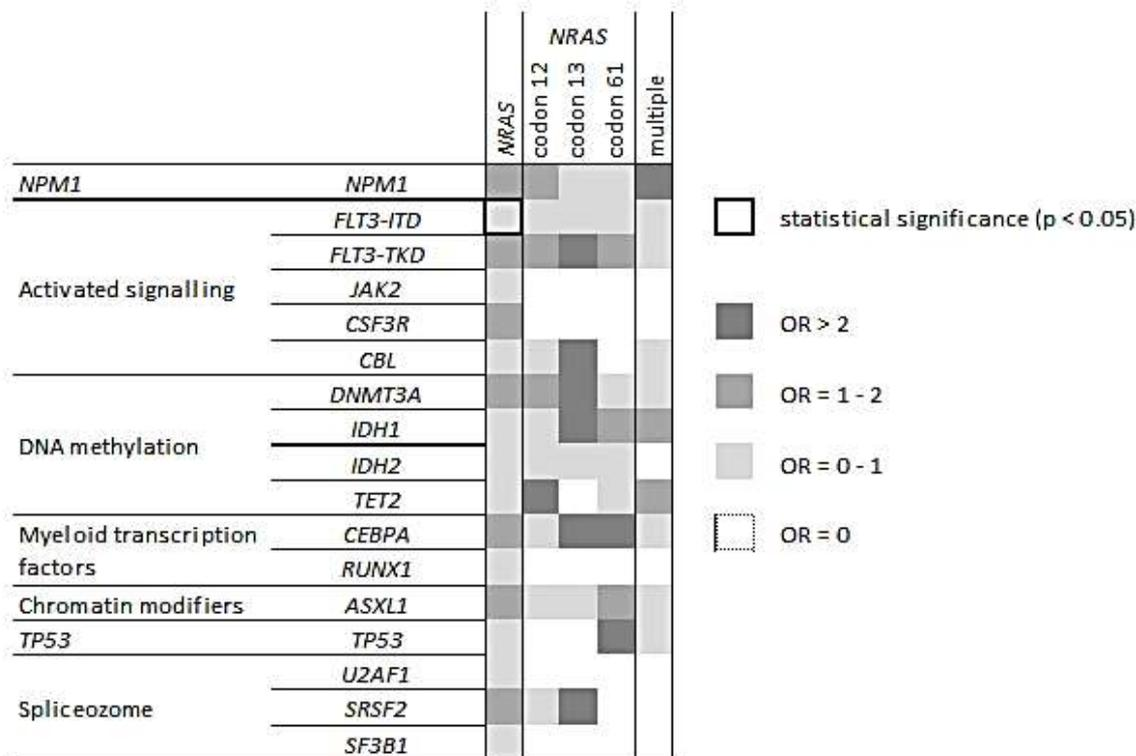 NRAS
NRAS
codon 12
codon 13
codon 61
multiple
NPM1 NPM1
FLT3-ITD
FLT3-TKD
Activated signalling JAK2
CSF3R
CBL
DNMT3A
DNA methylation IDH1
IDH2
TET2
Myeloid transcription CEBPA
factors RUNX1
Chromatin modifiers ASXL1
TP53 TP53
U2AF1
Spliceozome SRSF2
SF3B1
statistical significance (p < 0.05)
OR > 2
OR = 1 - 2
OR = 0 - 1
OR = 0